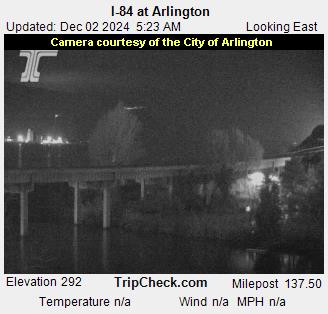 I-84 at Arlington
Updated: Dec 02 2024 5:23 AM Looking East
Camera courtesy of the City of Arlington
Elevation 292 TripCheck.com Milepost 137.50
Temperature n/a Wind n/a MPH n/a